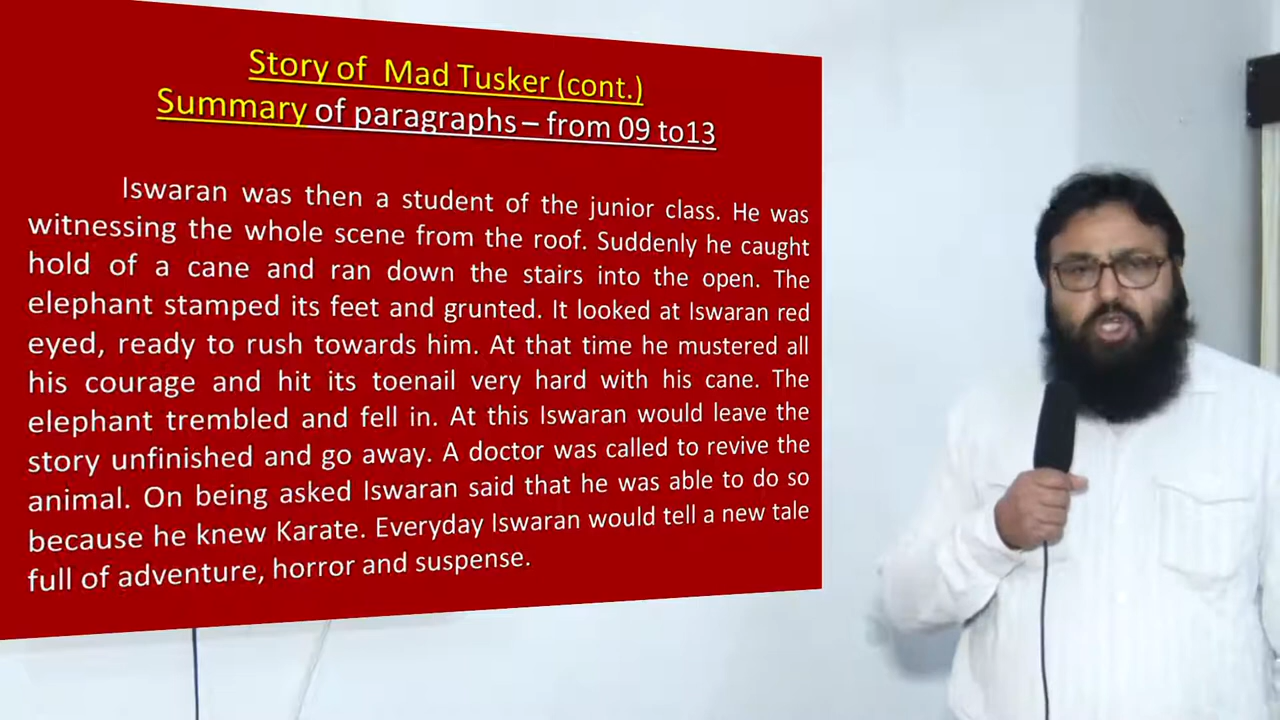 Story of Mad Tusker (cont.)
Summary of paragraphs – from 09 to13
Iswaran was then a student of the junior class. He was
witnessing the whole scene from the roof. Suddenly he caught
hold of a cane and ran down the stairs into the open. The
elephant stamped its feet and grunted. It looked at Iswaran red
eyed, ready to rush towards him. At that time he mustered all
his courage and hit its toenail very hard with his cane. The
elephant trembled and fell in. At this Iswaran would leave the
story unfinished and go away. A doctor was called to revive the
animal. On being asked Iswaran said that he was able to do so
because he knew Karate. Everyday Iswaran would tell a new tale
full of adventure, horror and suspense.